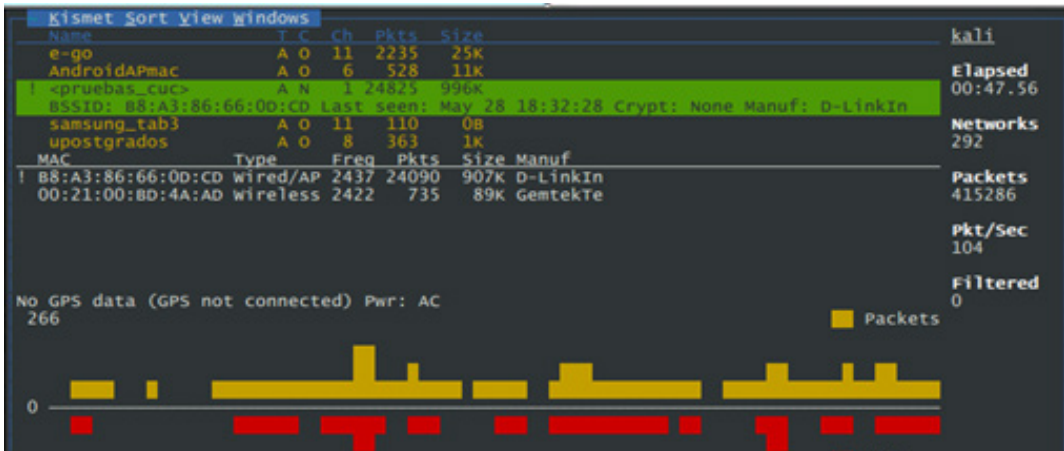 Kismet Sort View Windows
Name T C Ch Pkts Size
e-go A O 11 2235 25K
AndroidAPmac A O 6 528 11K
! <pruebas_cuc> A N 1 24825 996K
BSSID: B8:A3:86:66:0D:CD Last seen: May 28 18:32:28 Crypt: None Manuf: D-LinkIn
samsung_tab3 A O 11 110 0B
upostgrados A O 8 363 1K
MAC Type Freq Pkts Size Manuf
! B8:A3:86:66:0D:CD Wired/AP 2437 24090 907K D-LinkIn
00:21:00:BD:4A:AD Wireless 2422 735 89K GemtekTe
No GPS data (GPS not connected) Pwr: AC
266
Packets
0
kali
Elapsed
00:47.56
Networks
292
Packets
415286
Pkt/Sec
104
Filtered
0